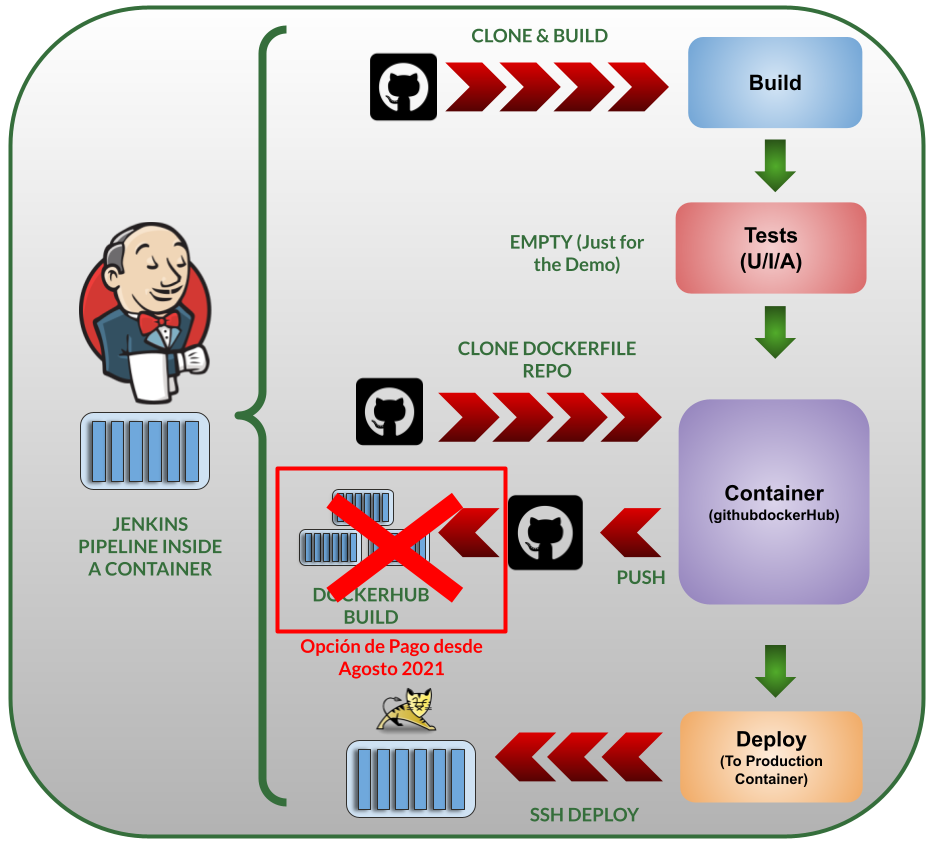 CLONE & BUILD
Build
Tests
(U/I/A)
EMPTY (Just for
the Demo)
CLONE DOCKERFILE
REPO
Container
(githubdockerHub)
JENKINS
PIPELINE INSIDE
A CONTAINER
PUSH
DOCKERHUB
BUILD
Opción de Pago desde
Agosto 2021
Deploy
(To Production
Container)
SSH DEPLOY